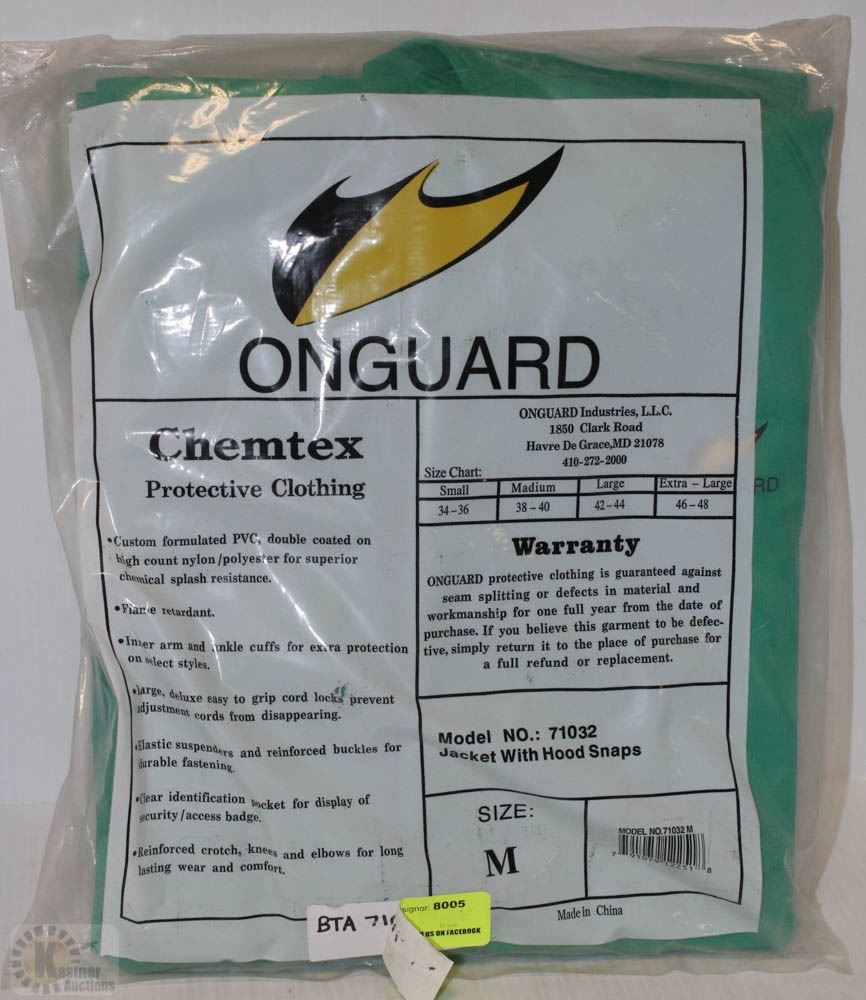 ONGUARD
Chemtex
Protective Clothing
•Custom formulated PVC, double coated on
high count nylon/polyester for superior
chemical splash resistance.
•Flame retardant.
•Inner arm and ankle cuffs for extra protection
on select styles.
•Large, deluxe easy to grip cord locks prevent
adjustment cords from disappearing.
•Elastic suspenders and reinforced buckles for
durable fastening.
•Clear identification pocket for display of
security/access badge.
•Reinforced crotch, knees and elbows for long
lasting wear and comfort.
ONGUARD Industries, L.L.C.
1850 Clark Road
Havre De Grace,MD 21078
410-272-2000
Size Chart:
Small Madium Large Extra – Large
34–36 38–40 42–44 46–48
Warranty
ONGUARD protective clothing is guaranteed against
seam splitting or defects in material and
workmanship for one full year from the date of
purchase. If you believe this garment to be defec-
tive, simply return it to the place of purchase for
a full refund or replacement.
Model NO.: 71032
Jacket With Hood Snaps
SIZE:
M
MODEL NO.71032 M
Made in China
RD
BTA
signor: 8005
US ON FACEBOOK
Kastner
Auctions